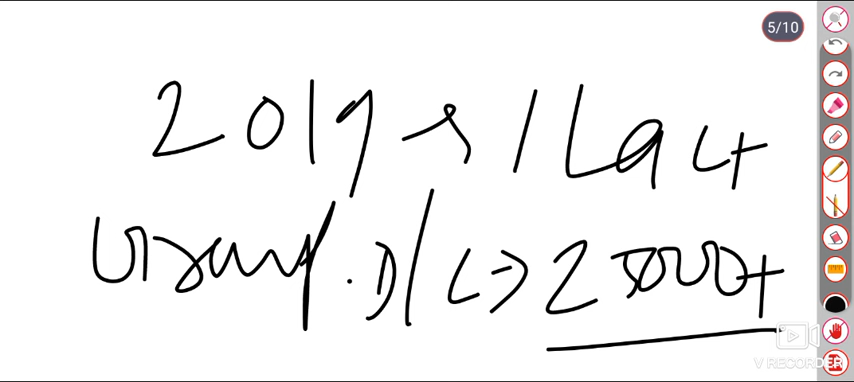 5/10
2019 1 Lac+
D/L => 25000+
V RECORDER